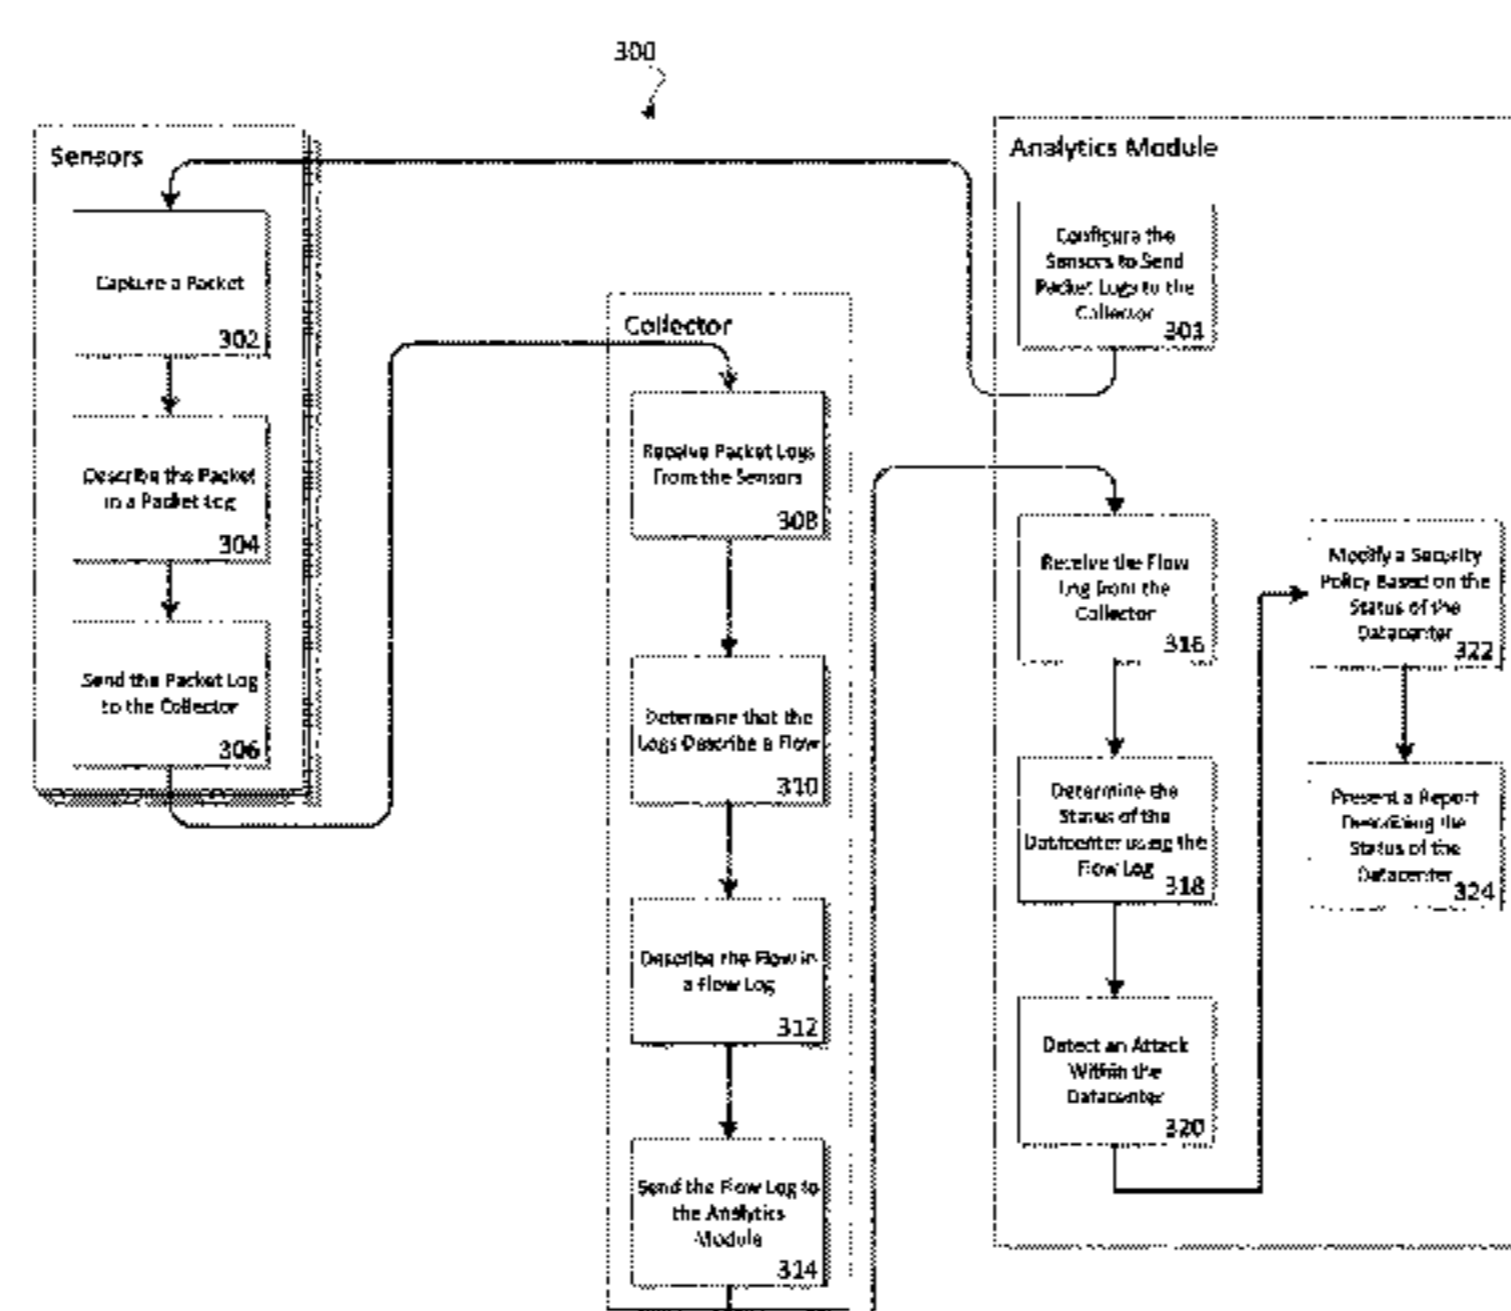 300
Sensors
Capture a Packet
302
Describe the Packet
in a Packet Log
304
Send the Packet Log
to the Collector
306
Collector
Receive Packet Logs
From the Sensors
308
Determine that the
Logs Describe a Flow
310
Describe the Flow in
a Flow Log
312
Send the Flow Log to
the Analytics
Module
314
Analytics Module
Configure the
Sensors to Send
Packet Logs to the
Collector
301
Receive the Flow
Log from the
Collector
316
Determine the
Status of the
Datacenter using the
Flow Log
318
Detect an Attack
Within the
Datacenter
320
Modify a Security
Policy Based on the
Status of the
Datacenter
322
Present a Report
Describing the
Status of the
Datacenter
324